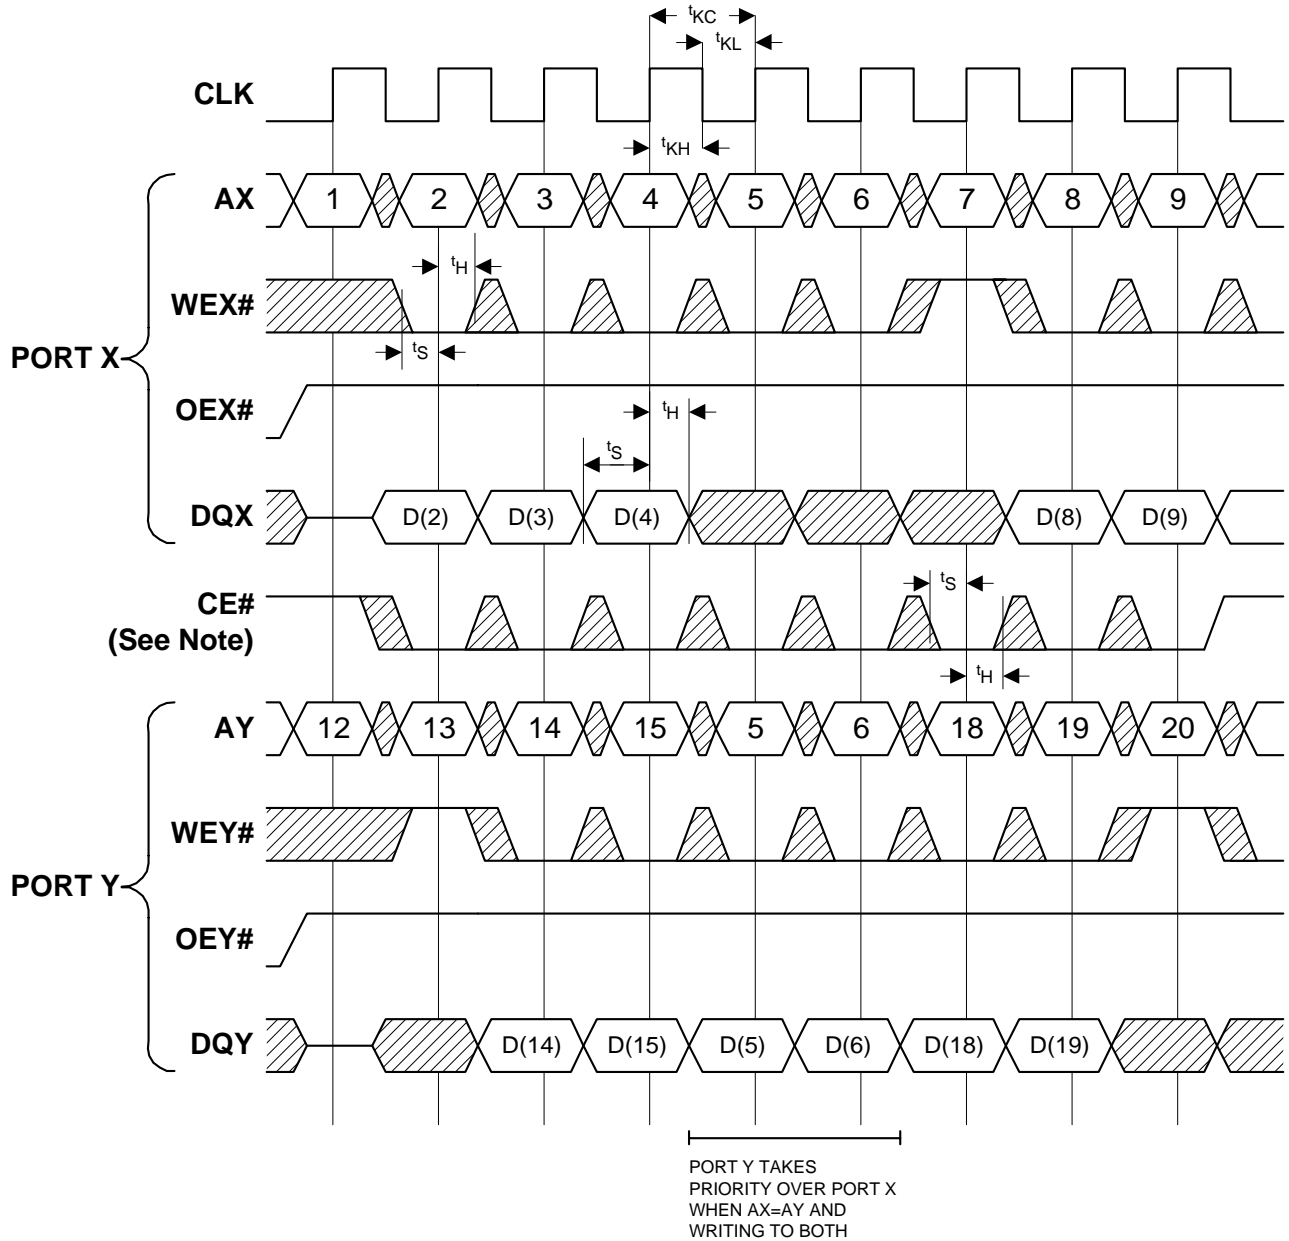 tKC
tKL
CLK
tKH
AX 1 2 3 4 5 6 7 8 9
tH
WEX#
tS
PORT X
OEX#
tH
tS
DQX D(2) D(3) D(4) D(8) D(9)
tS
CE#
(See Note)
tH
AY 12 13 14 15 5 6 18 19 20
WEY#
PORT Y
OEY#
DQY D(14) D(15) D(5) D(6) D(18) D(19)
PORT Y TAKES
PRIORITY OVER PORT X
WHEN AX=AY AND
WRITING TO BOTH